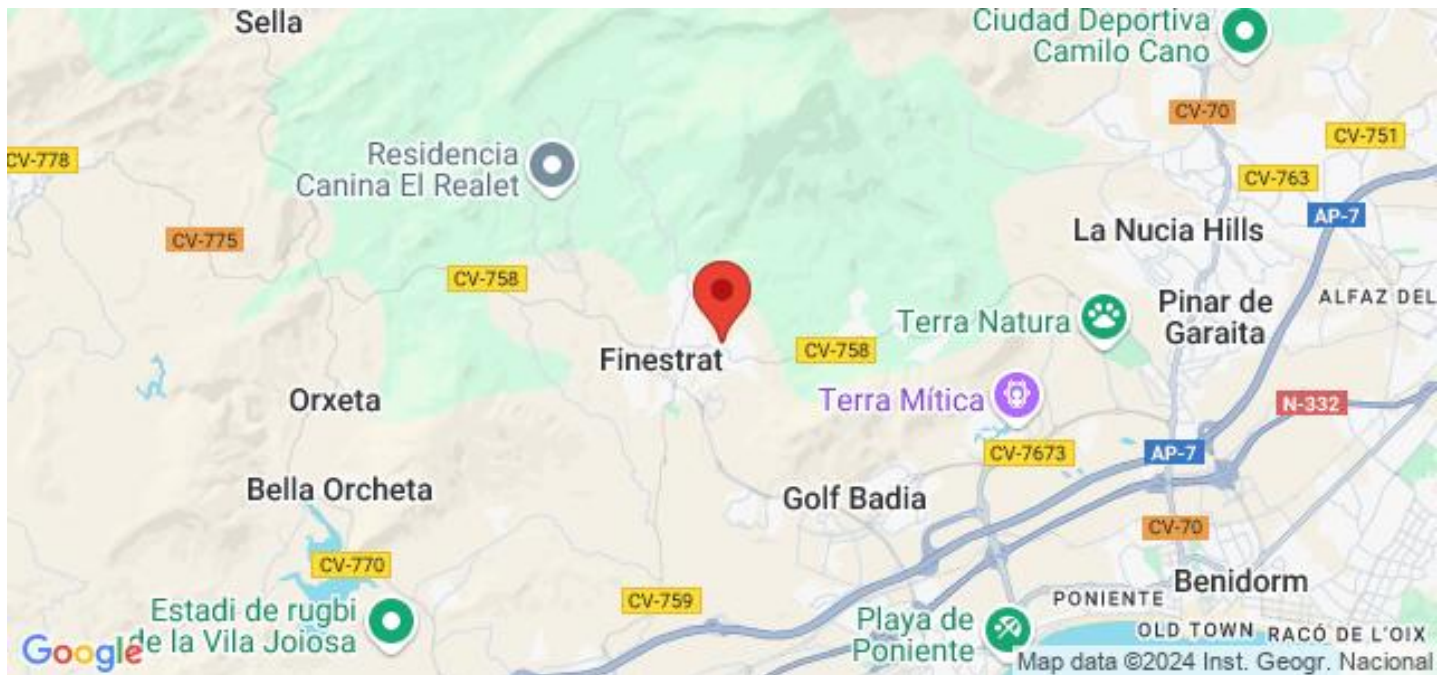 Sella
Ciudad Deportiva
Camilo Cano
CV-70
CV-751
CV-778
Residencia
Canina El Realet
CV-763
AP-7
La Nucia Hills
CV-775
CV-758
Terra Natura
Pinar de
Garaita
ALFAZ DEL
Finestrat
CV-758
Orxeta
Terra Mítica
N-332
CV-7673
AP-7
Bella Orcheta
Golf Badia
CV-70
CV-770
Benidorm
CV-759
PONIENTE
Estadi de rugbi
de la Vila Joiosa
Playa de
Poniente
OLD TOWN
RACÓ DE L'OIX
Google
Map data ©2024 Inst. Geogr. Nacional